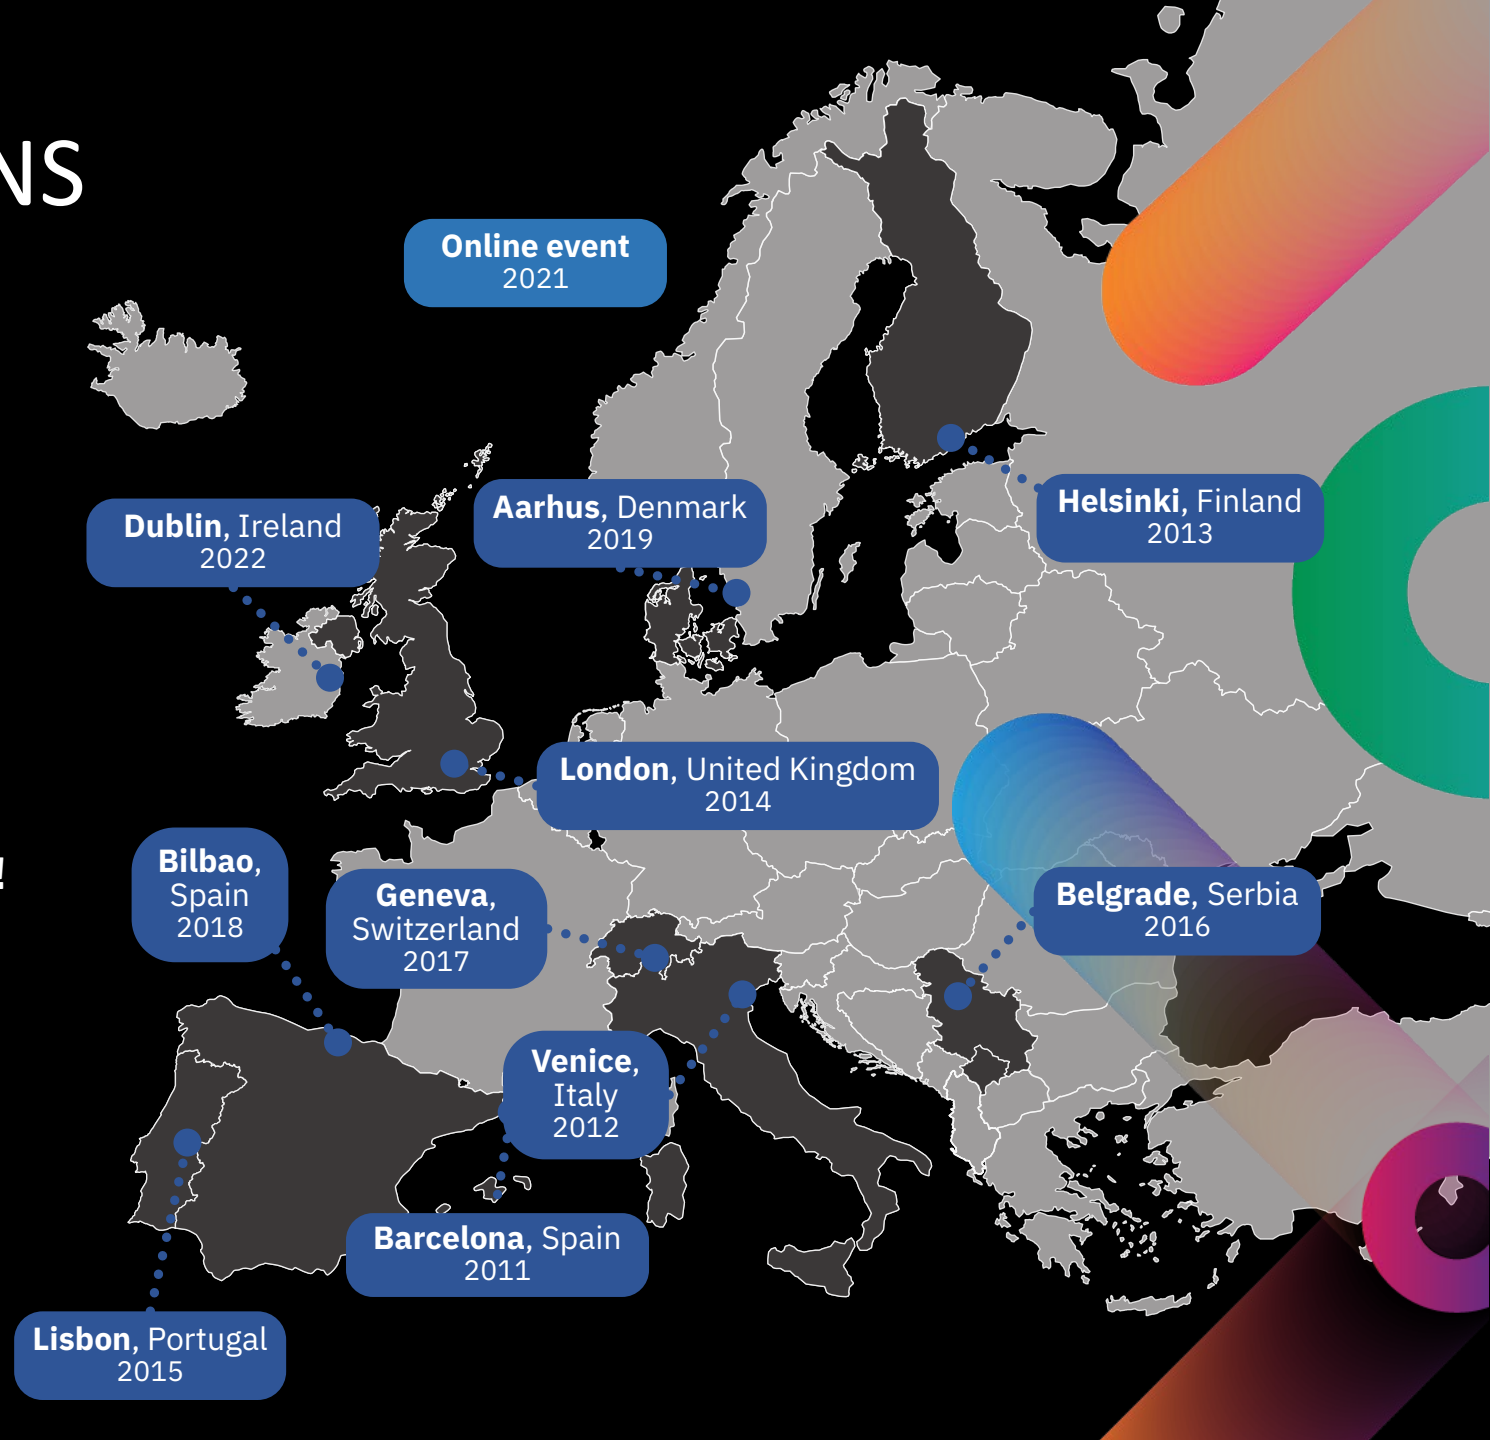 NS
Online event
2021
Dublin, Ireland
2022
Aarhus, Denmark
2019
Helsinki, Finland
2013
London, United Kingdom
2014
!
Bilbao,
Spain
2018
Geneva,
Switzerland
2017
Belgrade, Serbia
2016
Venice,
Italy
2012
Barcelona, Spain
2011
Lisbon, Portugal
2015